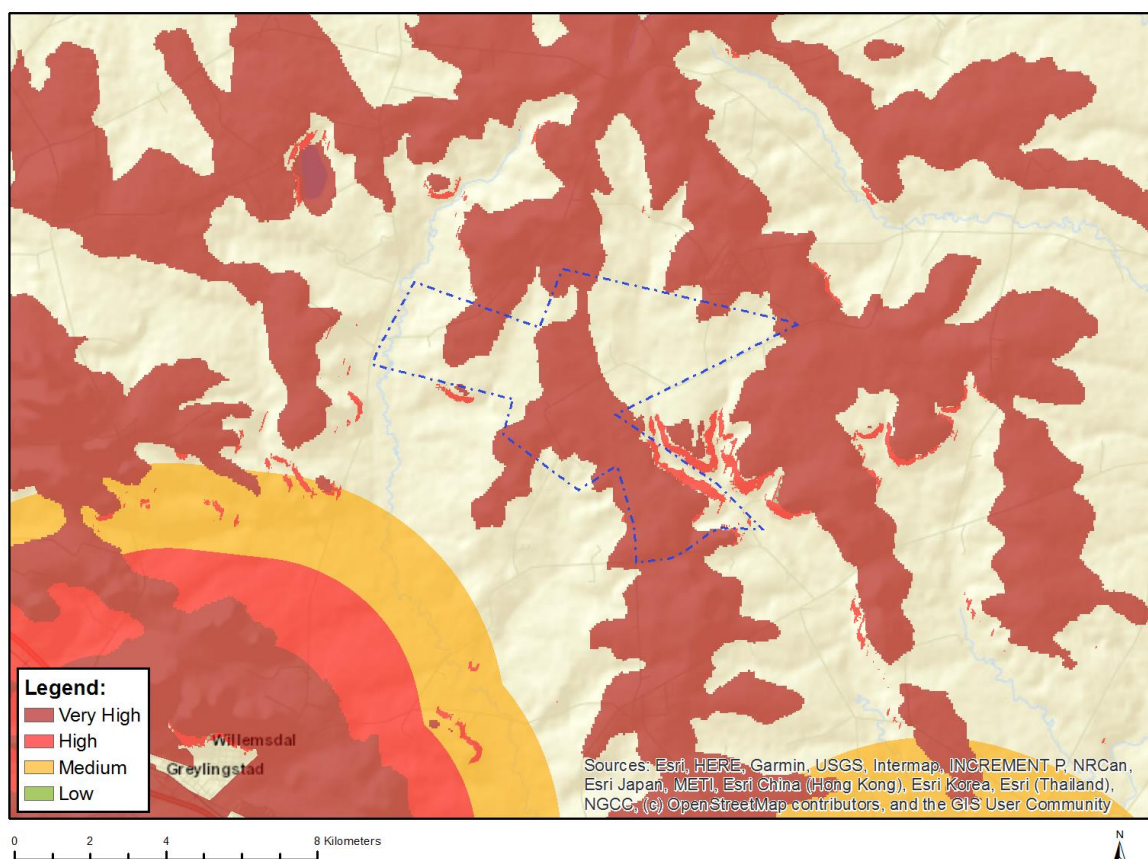 Legend:
Very High
High
Medium
Low
Willemsdal
Greylingstad
Sources: Esri, HERE, Garmin, USGS, Intermap, INCREMENT P, NRCan,
Esri Japan, METI, Esri China (Hong Kong), Esri Korea, Esri (Thailand),
NGCC, (c) OpenStreetMap contributors, and the GIS User Community
0 2 4 8 Kilometers
N